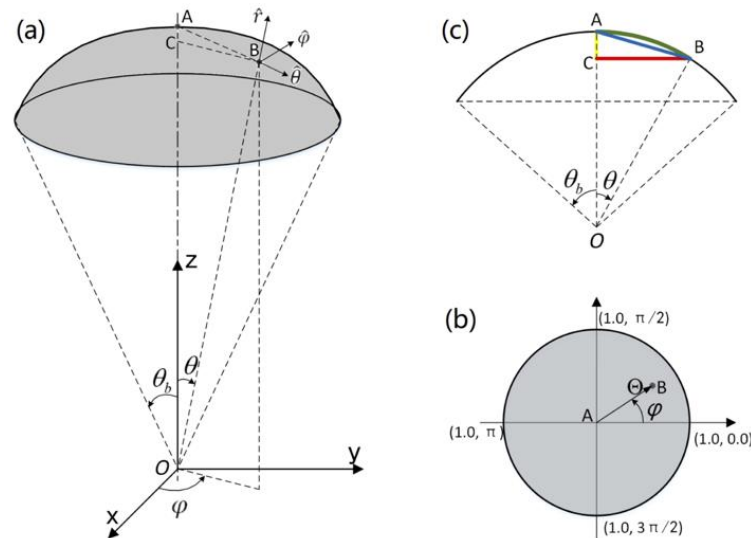 (a)
A
C
B
r̂
φ̂
θ̂
z
θ_b
θ
O
y
x
φ
(c)
A
C
B
θ_b
θ
O
(b)
(1.0, π/2)
Θ
B
A
φ
(1.0, π)
(1.0, 0.0)
(1.0, 3π/2)